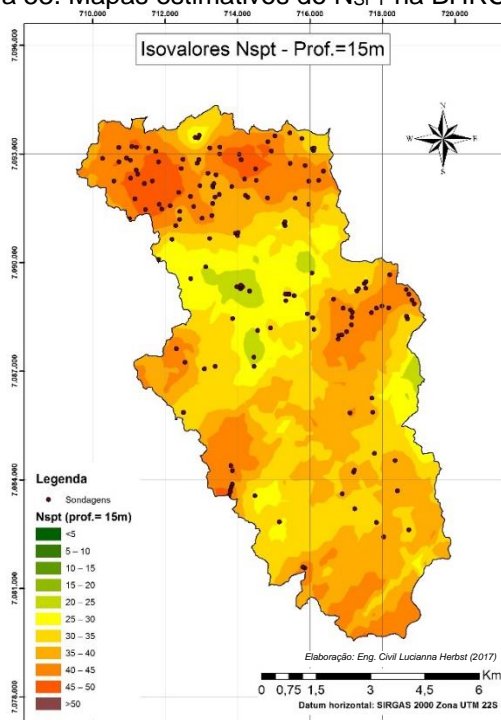 Mapas estimativos do NSPT na BHRC
710.000 712.000 714.000 716.000 718.000
Isovalores Nspt - Prof.=15m
7.096.000
N
W E
S
7.093.000
7.090.000
7.087.000
7.084.000
7.081.000
7.078.000
Legenda
Sondagens
Nspt (prof.= 15m)
<5
5 – 10
10 – 15
15 – 20
20 – 25
25 – 30
30 – 35
35 – 40
40 – 45
45 – 50
>50
Elaboração: Eng. Civil Lucianna Herbst (2017)
Km
0 0,75 1,5 3 4,5 6
Datum horizontal: SIRGAS 2000 Zona UTM 22S